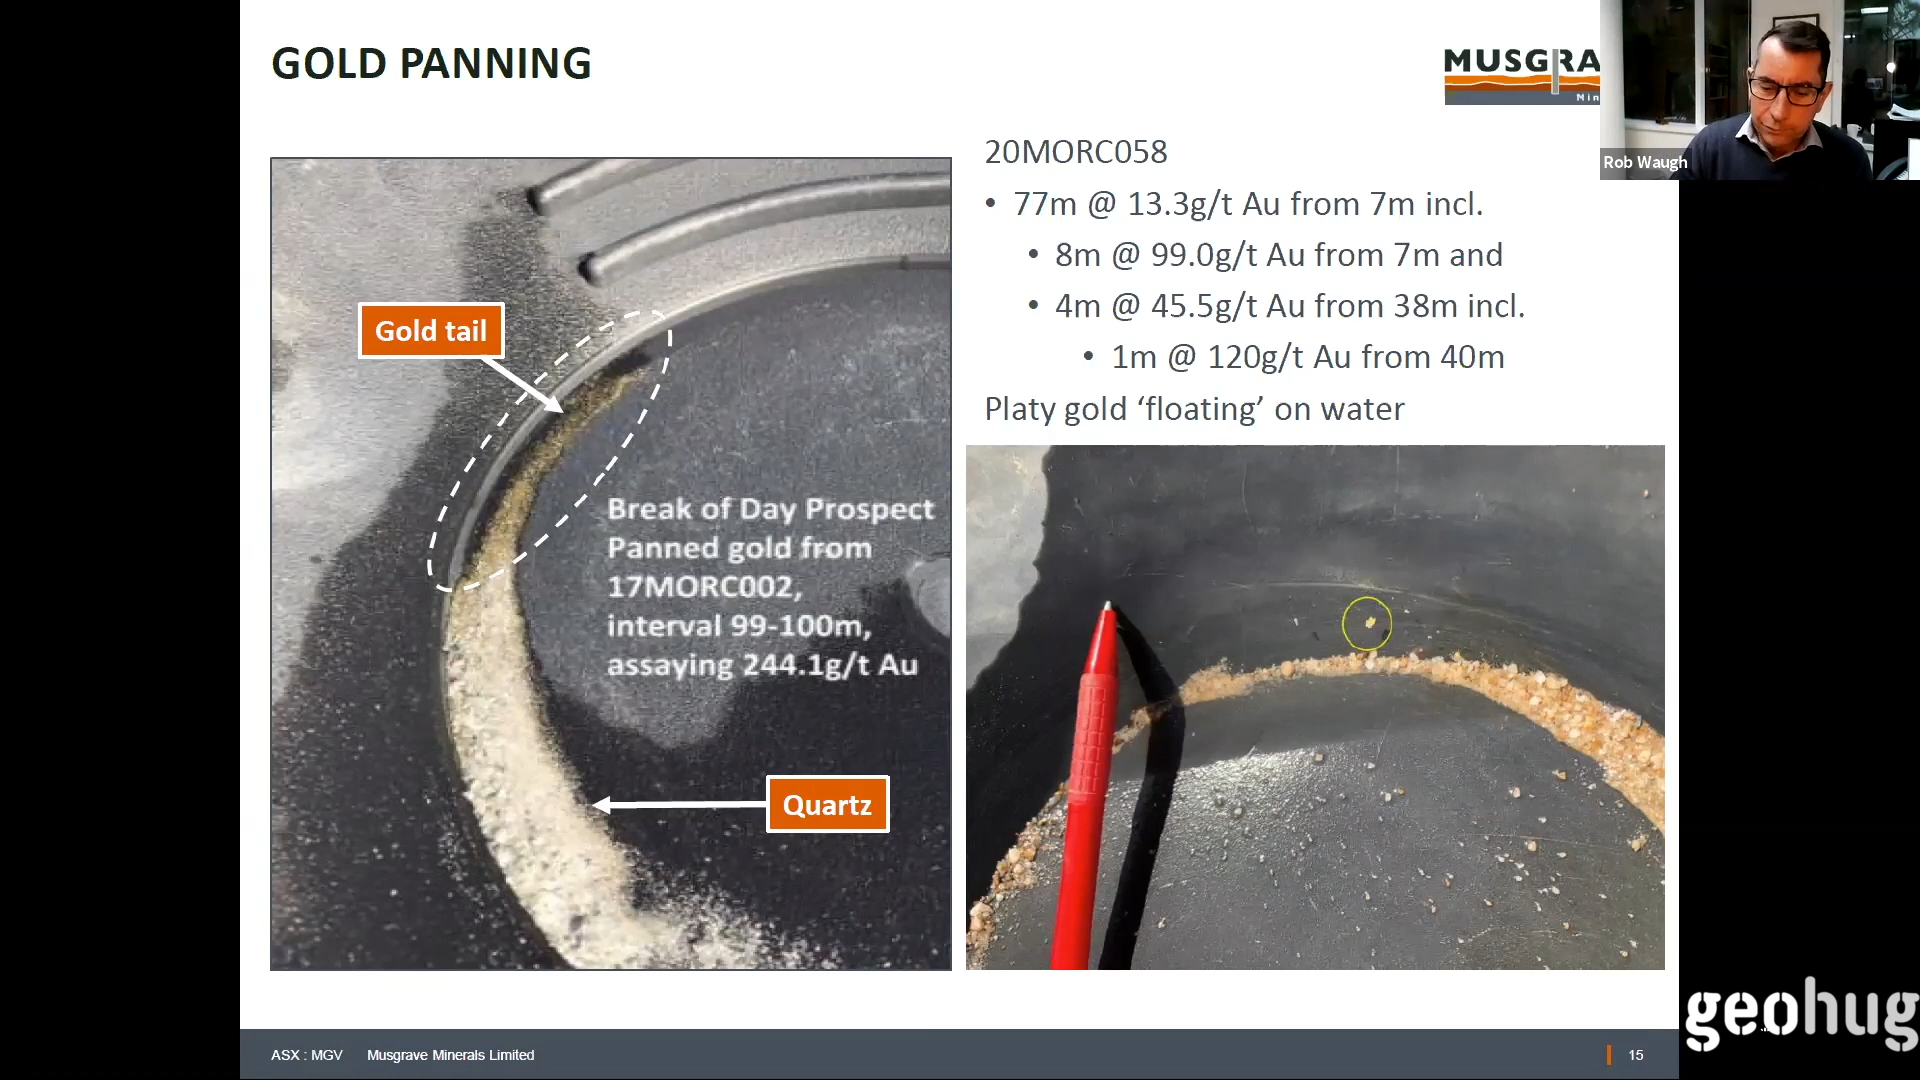 GOLD PANNING
MUSGRA
Min
Rob Waugh
20MORC058
• 77m @ 13.3g/t Au from 7m incl.
• 8m @ 99.0g/t Au from 7m and
• 4m @ 45.5g/t Au from 38m incl.
• 1m @ 120g/t Au from 40m
Platy gold ‘floating’ on water
Gold tail
Break of Day Prospect
Panned gold from
17MORC002,
interval 99-100m,
assaying 244.1g/t Au
Quartz
geohug
ASX : MGV Musgrave Minerals Limited
15